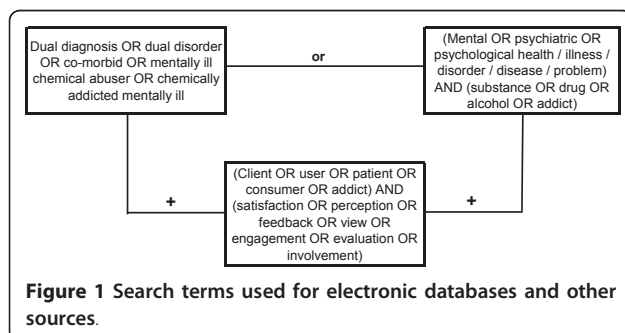 Dual diagnosis OR dual disorder
OR co-morbid OR mentally ill
chemical abuser OR chemically
addicted mentally ill
or
(Mental OR psychiatric OR
psychological health / illness /
disorder / disease / problem)
AND (substance OR drug OR
alcohol OR addict)
+
(Client OR user OR patient OR
consumer OR addict) AND
(satisfaction OR perception OR
feedback OR view OR
engagement OR evaluation OR
involvement)
+
Figure 1 Search terms used for electronic databases and other
sources.